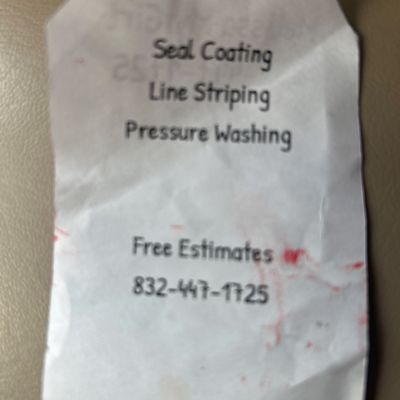 Seal Coating
Line Striping
Pressure Washing
Free Estimates
832-447-1725